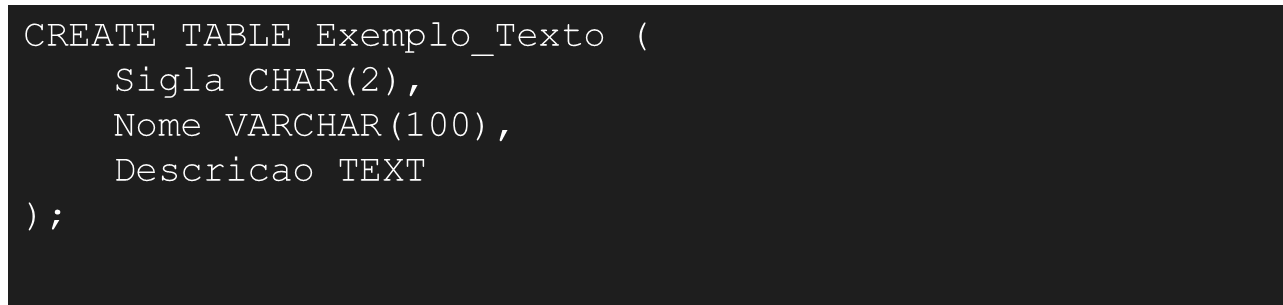 CREATE TABLE Exemplo_Texto (
    Sigla CHAR(2),
    Nome VARCHAR(100),
    Descricao TEXT
);